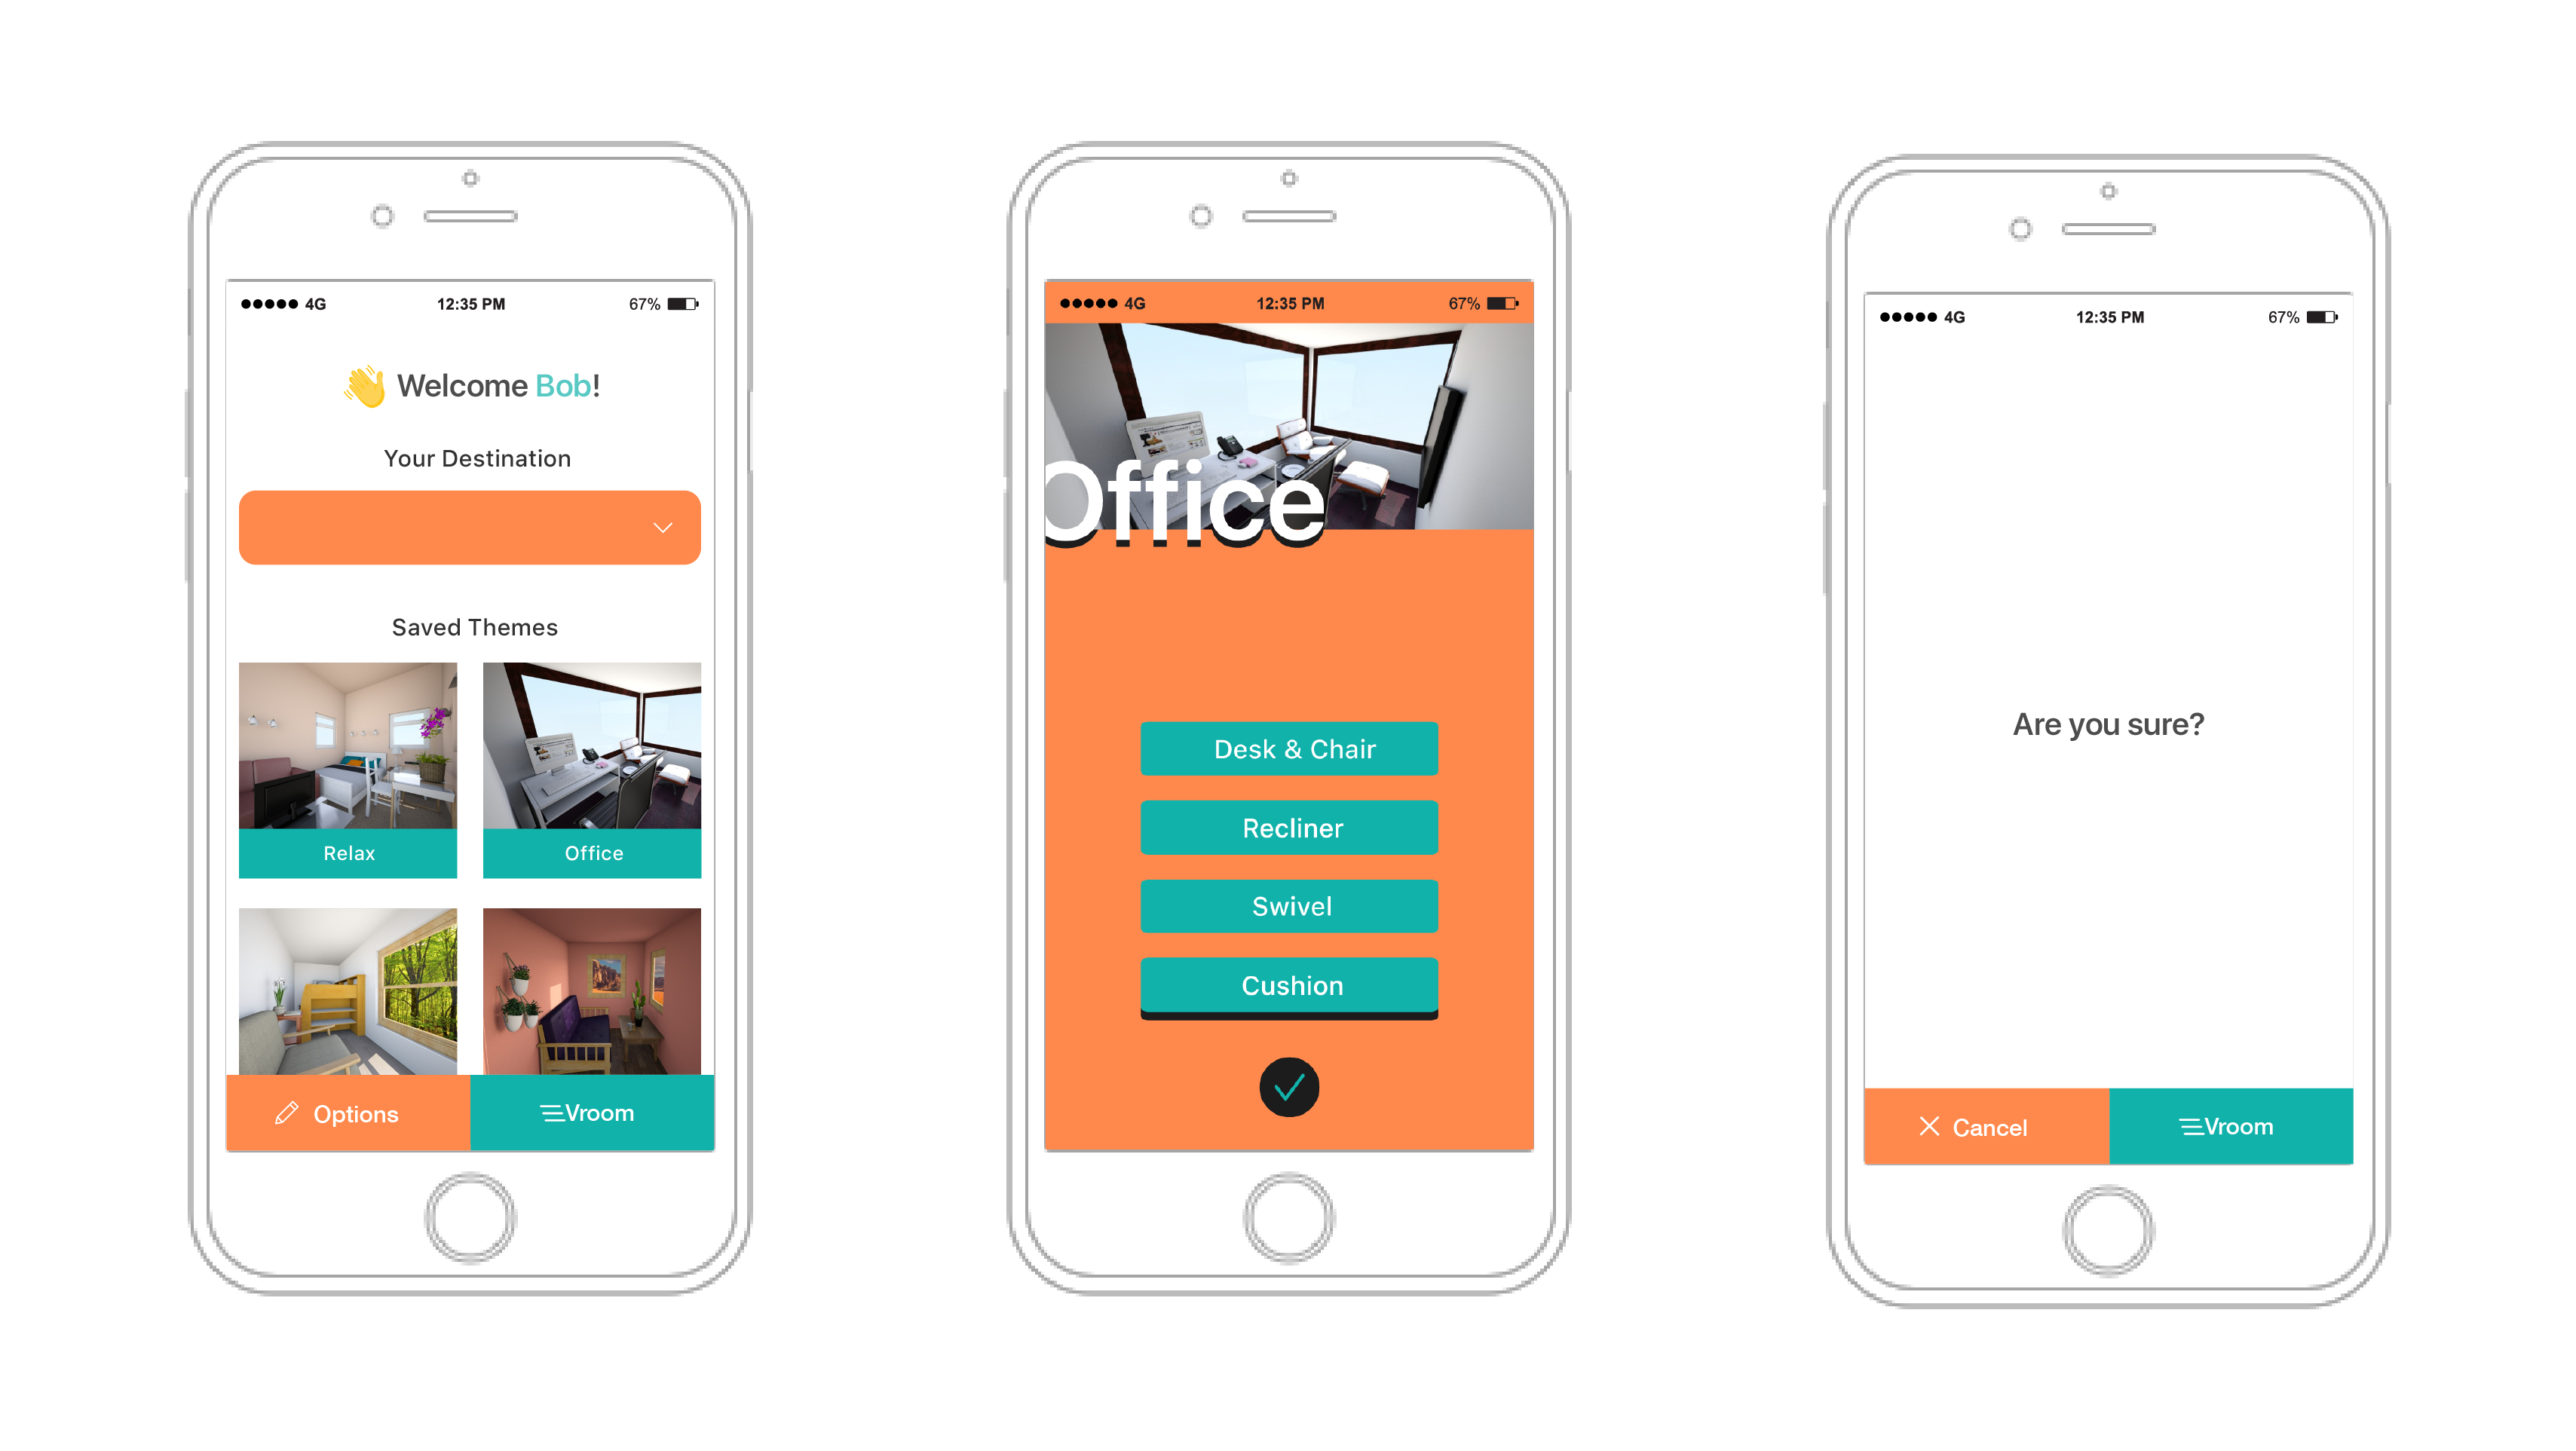 4G 12:35 PM 67%
Welcome Bob!
Your Destination
Saved Themes
Relax Office
Options Vroom
4G 12:35 PM 67%
Office
Desk & Chair
Recliner
Swivel
Cushion
4G 12:35 PM 67%
Are you sure?
Cancel Vroom